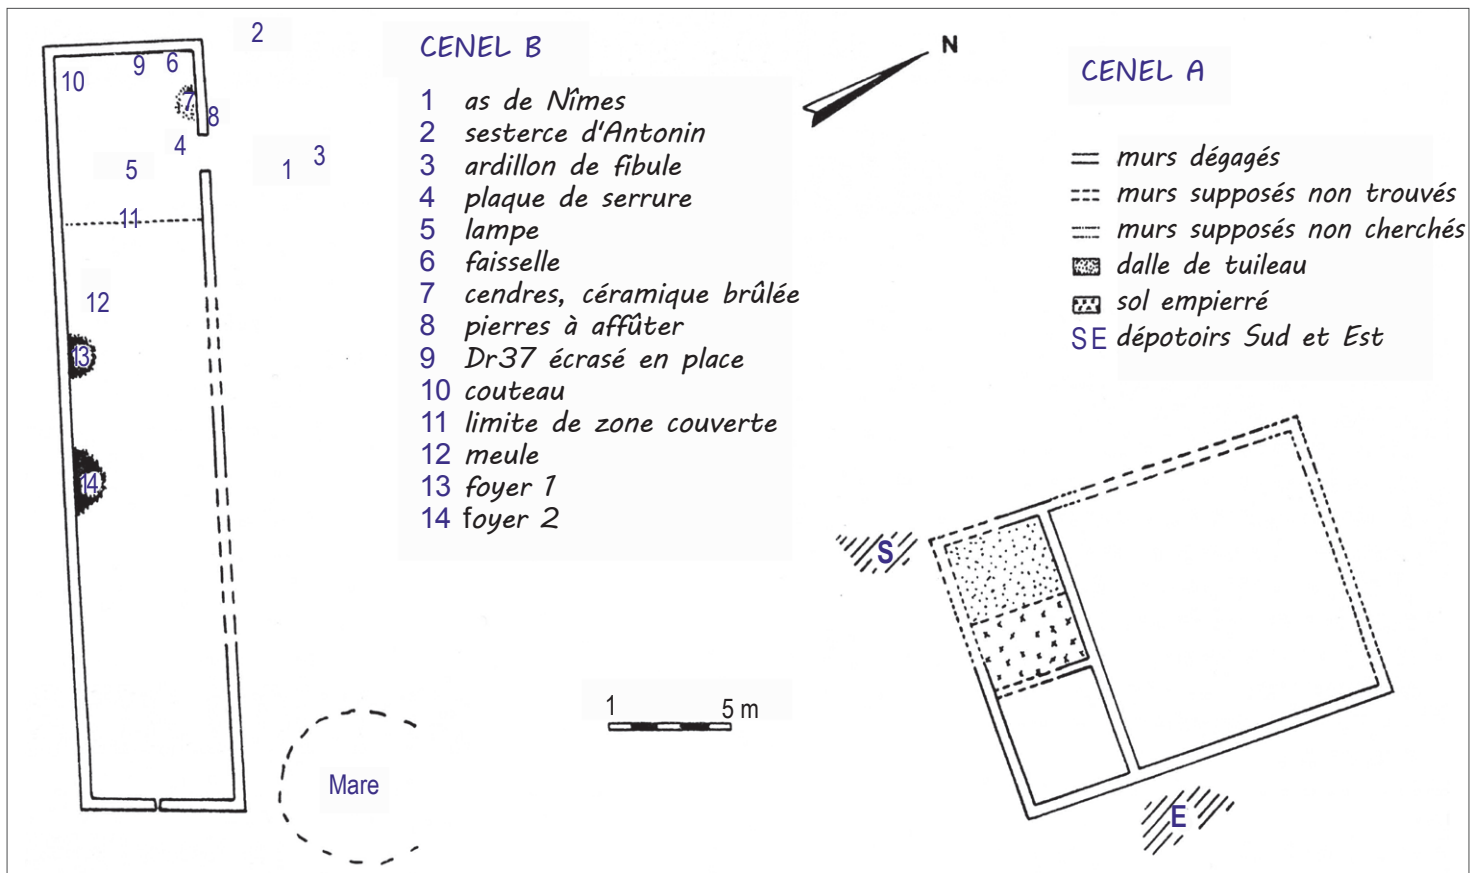 CENEL B
1 as de Nîmes
2 sesterce d'Antonin
3 ardillon de fibule
4 plaque de serrure
5 lampe
6 faisselle
7 cendres, céramique brûlée
8 pierres à affûter
9 Dr37 écrasé en place
10 couteau
11 limite de zone couverte
12 meule
13 foyer 1
14 foyer 2
2
9 6
10
7
8
4
5
1 3
11
12
13
14
Mare
N
1 5 m
CENEL A
murs dégagés
murs supposés non trouvés
murs supposés non cherchés
dalle de tuileau
sol empierré
SE dépotoirs Sud et Est
S
E